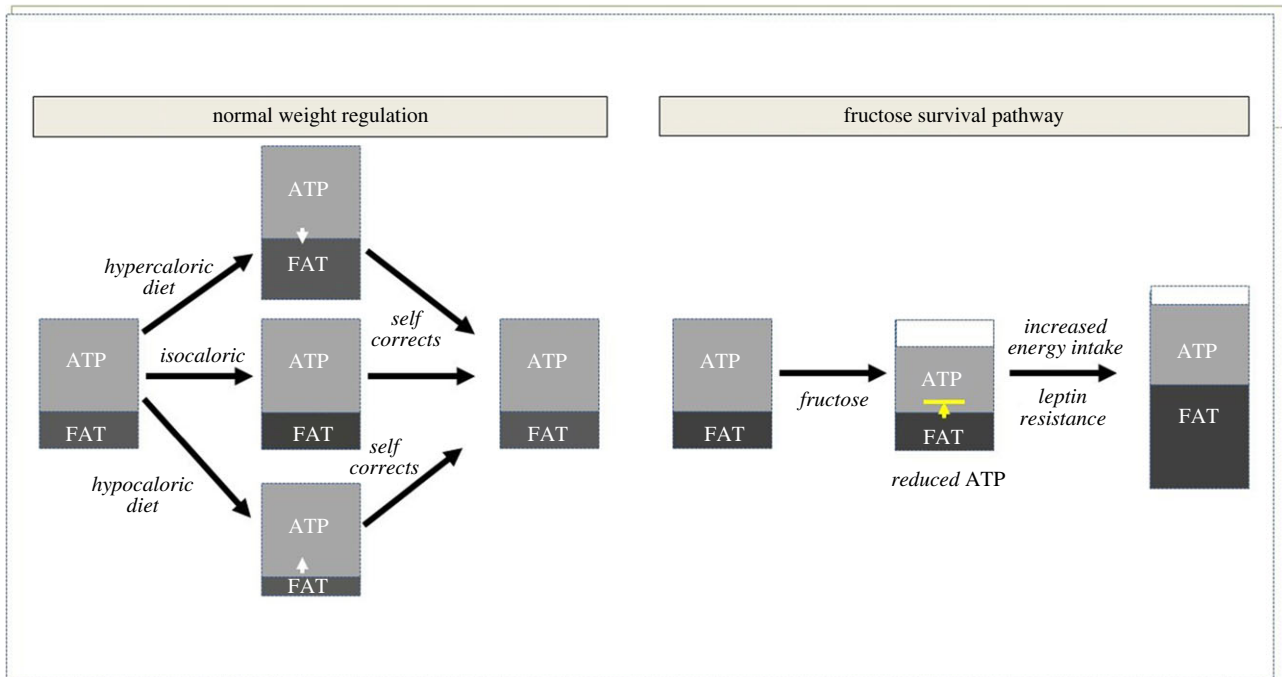 normal weight regulation
ATP
FAT
hypercaloric
diet
ATP
FAT
isocaloric
ATP
FAT
hypocaloric
diet
ATP
FAT
self
corrects
self
corrects
ATP
FAT
fructose survival pathway
ATP
FAT
fructose
ATP
FAT
reduced ATP
increased
energy intake
leptin
resistance
ATP
FAT